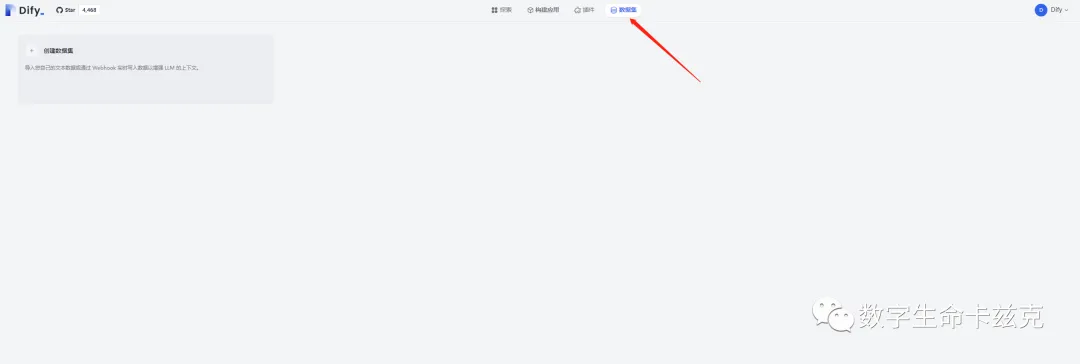 Dify_
Star 4,468
探索
构建应用
插件
数据集
D Dify
+ 创建数据集
导入您自己的文本数据或通过 Webhook 实时写入数据以增强 LLM 的上下文。
数字生命卡兹克